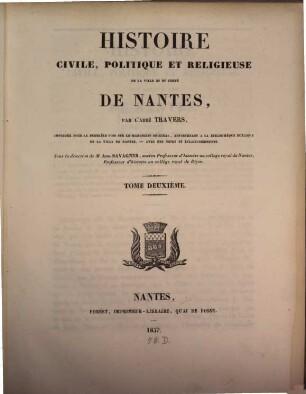 HISTOIRE
CIVILE, POLITIQUE ET RELIGIEUSE
DE LA VILLE ET DU COMTÉ
DE NANTES,
PAR L'ABBÉ TRAVERS,
IMPRIMÉE POUR LA PREMIÈRE FOIS SUR LE MANUSCRIT ORIGINAL, APPARTENANT A LA BIBLIOTHÈQUE PUBLIQUE
DE LA VILLE DE NANTES, — AVEC DES NOTES ET ÉCLAIRCISSEMENTS.
Sous la direction de M. Aug. SAVAGNER, ancien Professeur d'histoire au collége royal de Nantes,
Professeur d'histoire au collége royal de Dijon.
TOME DEUXIÈME.
NANTES,
FOREST, IMPRIMEUR-LIBRAIRE, QUAI DE FOSSE.
1837.